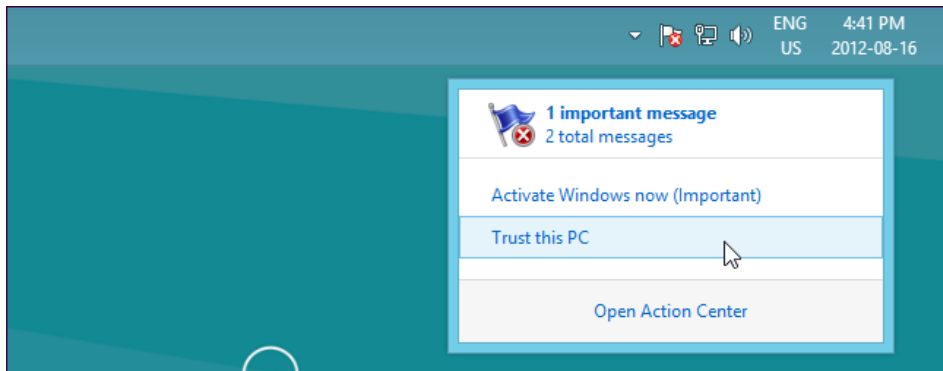 ENG 4:41 PM
US 2012-08-16
1 important message
2 total messages
Activate Windows now (Important)
Trust this PC
Open Action Center